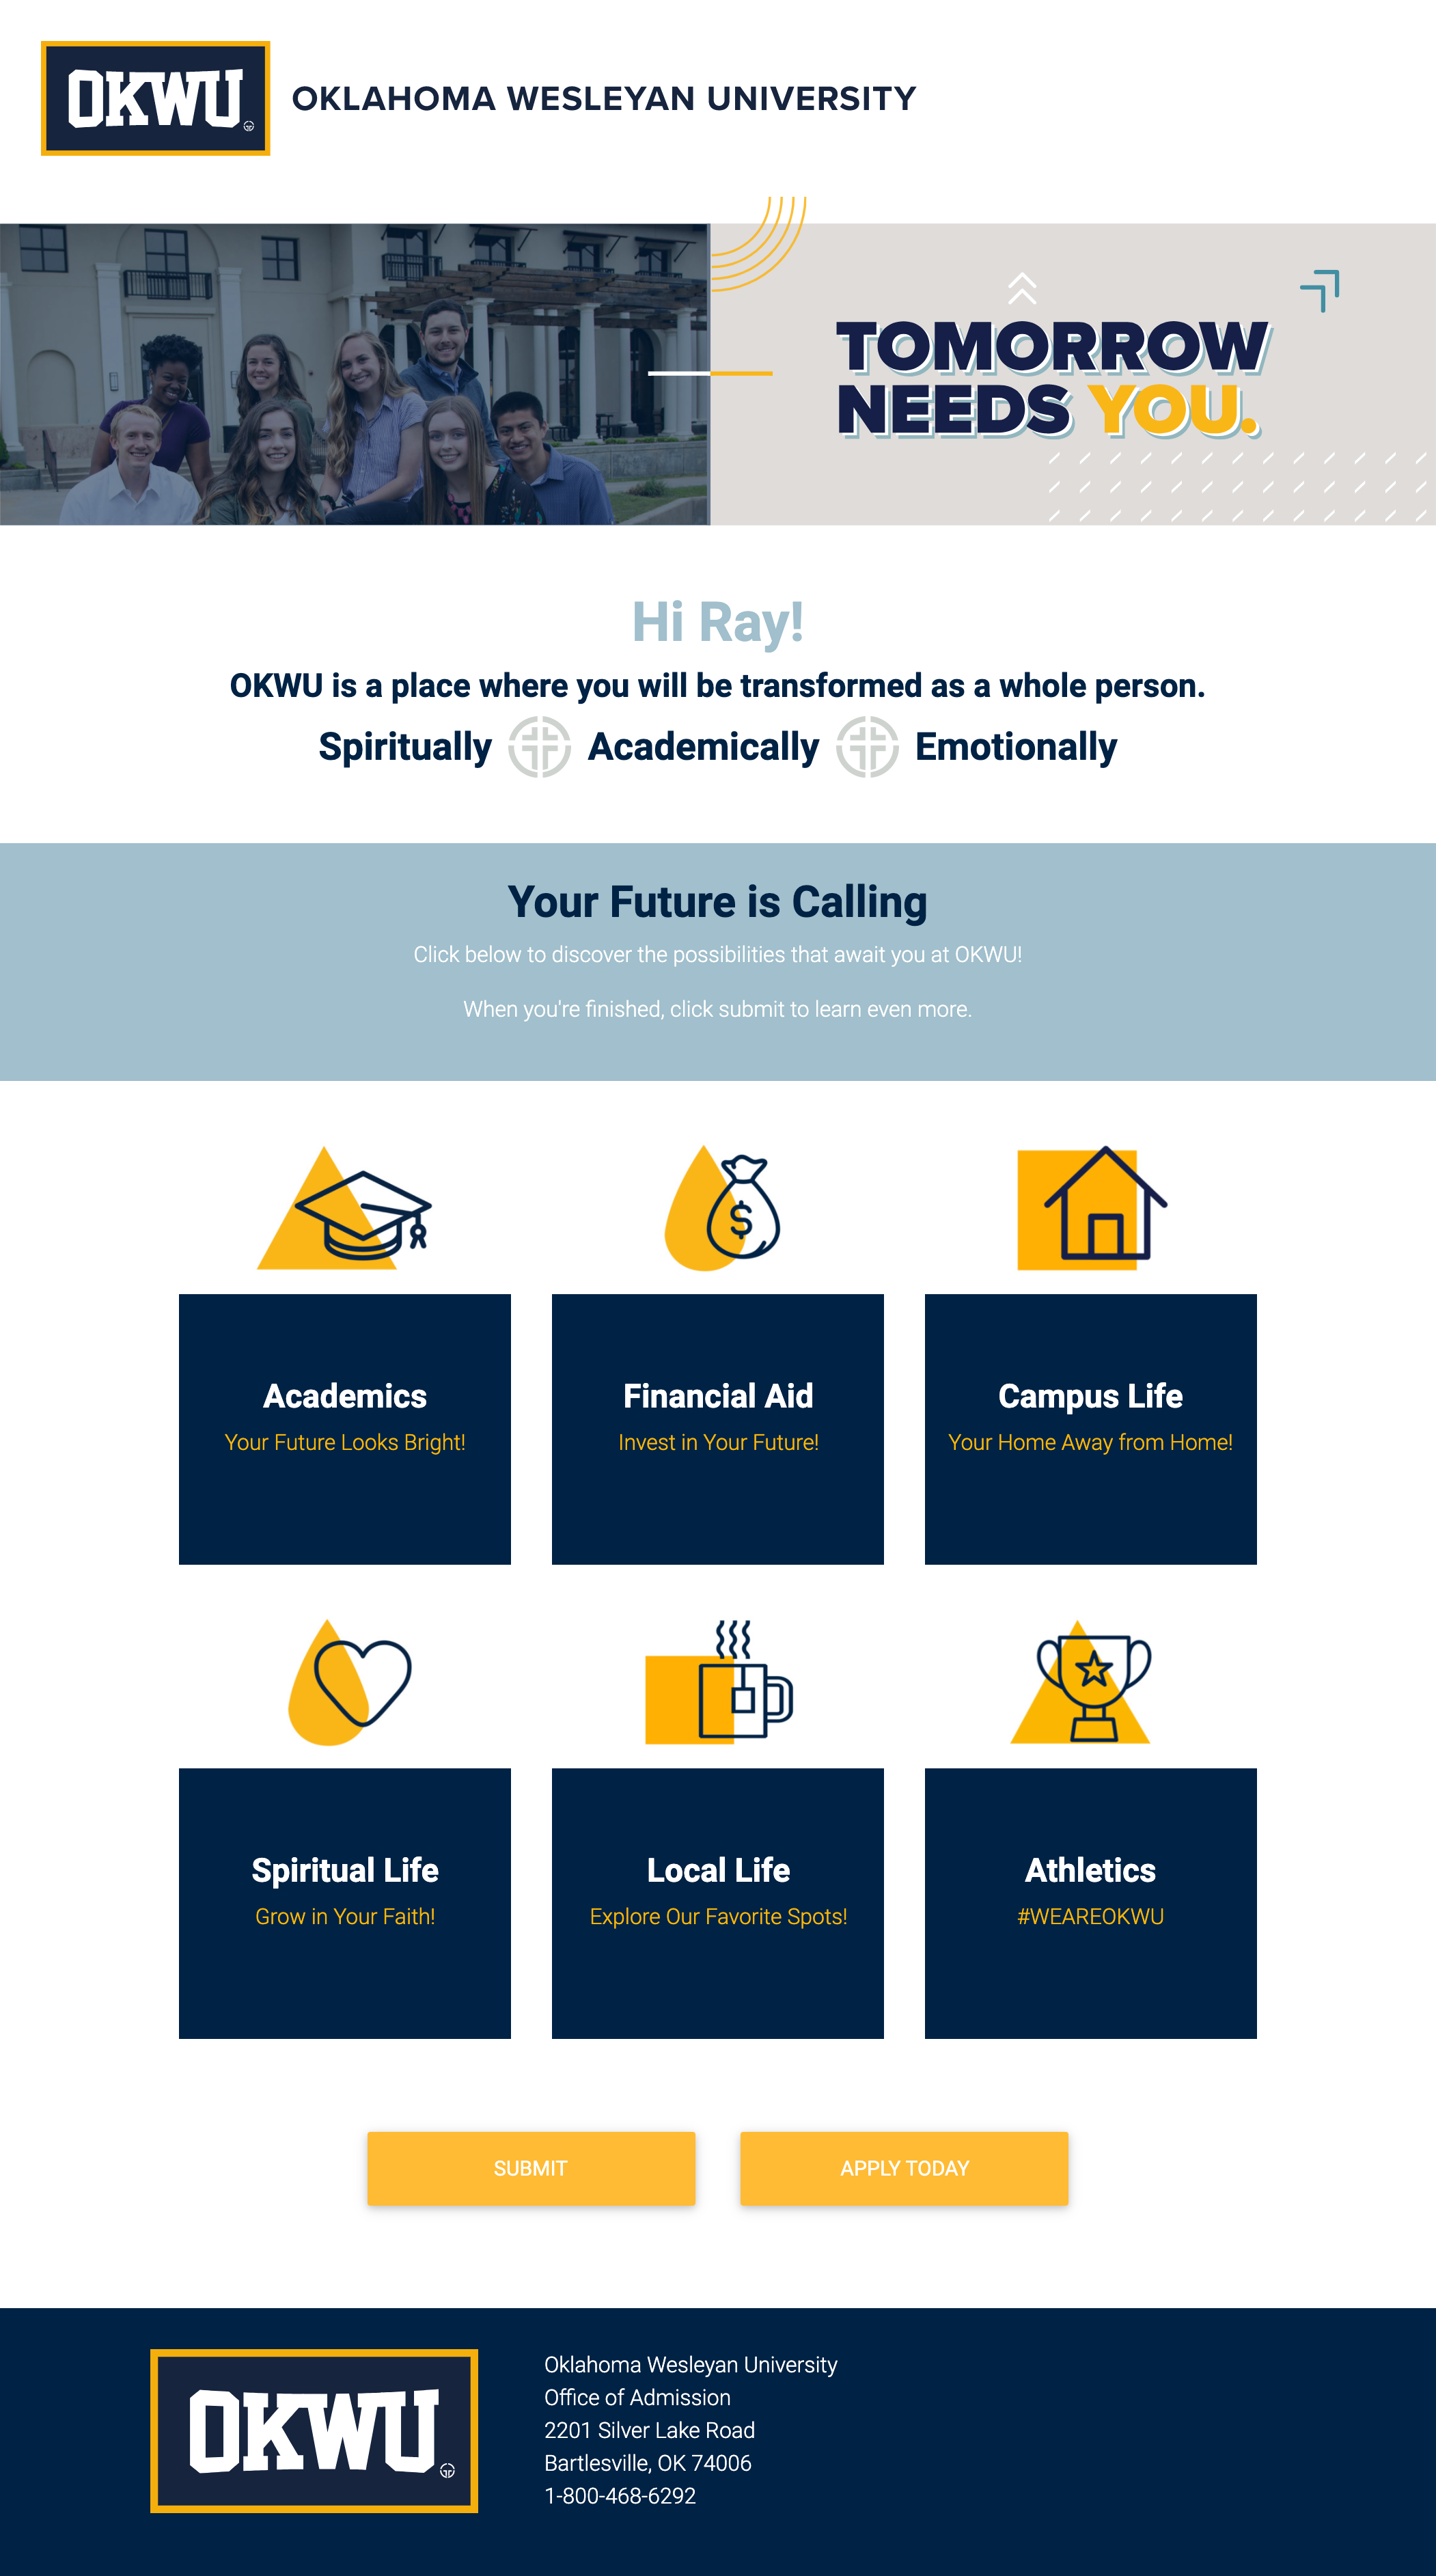 OKWU
OKLAHOMA WESLEYAN UNIVERSITY
TOMORROW
NEEDS YOU.
Hi Ray!
OKWU is a place where you will be transformed as a whole person.
Spiritually Academically Emotionally
Your Future is Calling
Click below to discover the possibilities that await you at OKWU!
When you're finished, click submit to learn even more.
$
Academics
Your Future Looks Bright!
Financial Aid
Invest in Your Future!
Campus Life
Your Home Away from Home!
Spiritual Life
Grow in Your Faith!
Local Life
Explore Our Favorite Spots!
Athletics
#WEAREOKWU
SUBMIT
APPLY TODAY
OKWU
Oklahoma Wesleyan University
Office of Admission
2201 Silver Lake Road
Bartlesville, OK 74006
1-800-468-6292